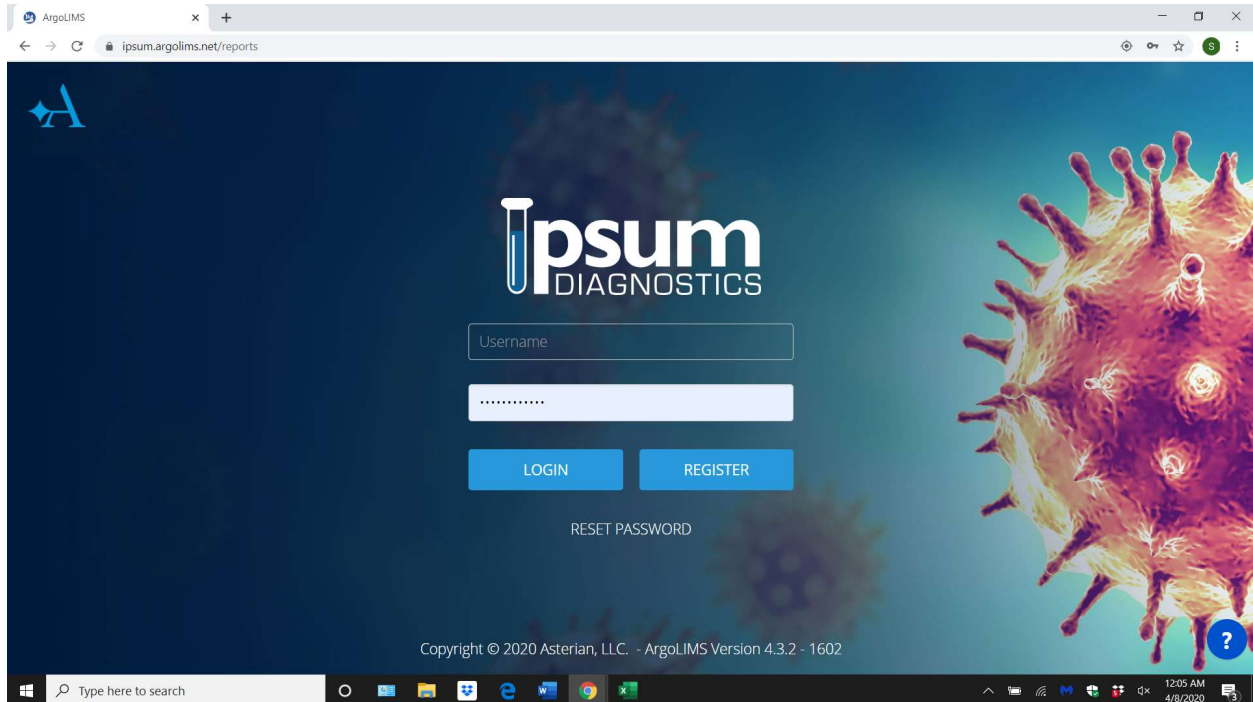 ArgoLIMS
ipsum.argolims.net/reports
S
A
Ipsum
DIAGNOSTICS
Username
LOGIN
REGISTER
RESET PASSWORD
Copyright © 2020 Asterian, LLC. - ArgoLIMS Version 4.3.2 - 1602
?
Type here to search
12:05 AM
4/8/2020
3